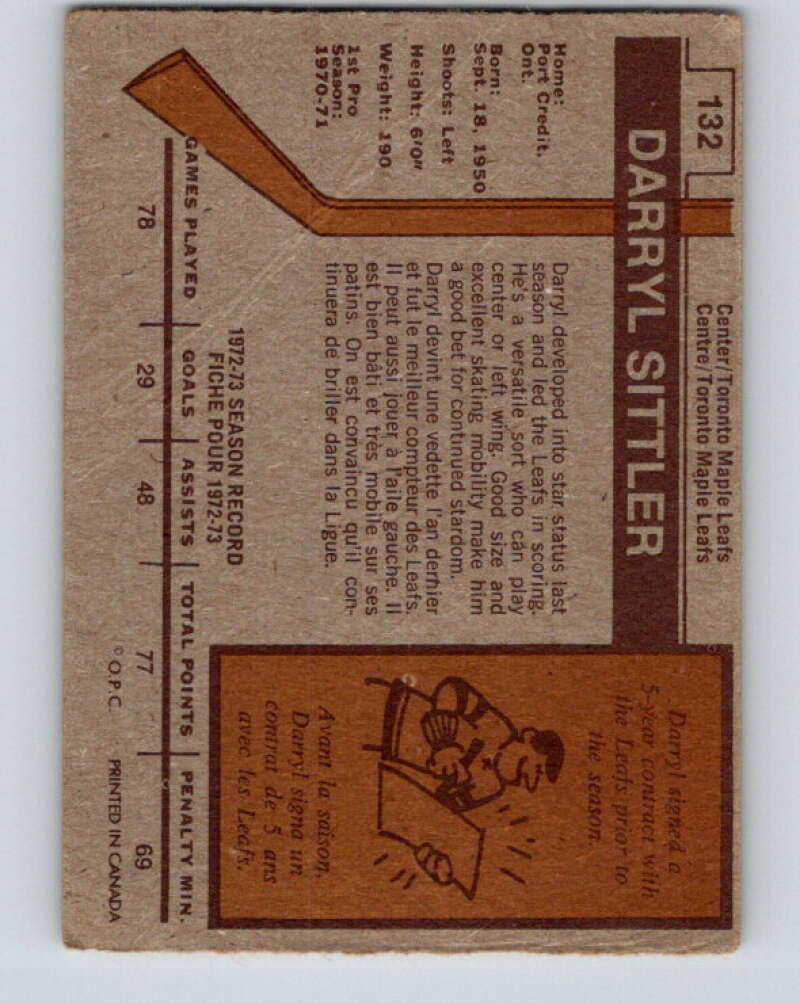 132
Center/Toronto Maple Leafs
Centre/Toronto Maple Leafs
DARRYL SITTLER
Home:
Port Credit,
Ont.
Born:
Sept. 18, 1950
Shoots: Left
Height: 6'0"
Weight: 190
1st Pro
Season:
1970-71
Darryl developed into star status last
season and led the Leafs in scoring.
He's a versatile sort who can play
center or left wing. Good size and
excellent skating mobility make him
a good bet for continued stardom.
Darryl devint une vedette l'an dernier
et fut le meilleur compteur des Leafs.
Il peut aussi jouer à l'aile gauche. Il
est bien bâti et très mobile sur ses
patins. On est convaincu qu'il con-
tinuera de briller dans la Ligue.
Darryl signed a
5-year contract with
the Leafs prior to
the season.
Avant la saison,
Darryl signa un
contrat de 5 ans
avec les Leafs.
1972-73 SEASON RECORD
FICHE POUR 1972-73
GAMES PLAYED GOALS ASSISTS TOTAL POINTS PENALTY MIN.
78 29 48 77 69
© O.P.C. PRINTED IN CANADA